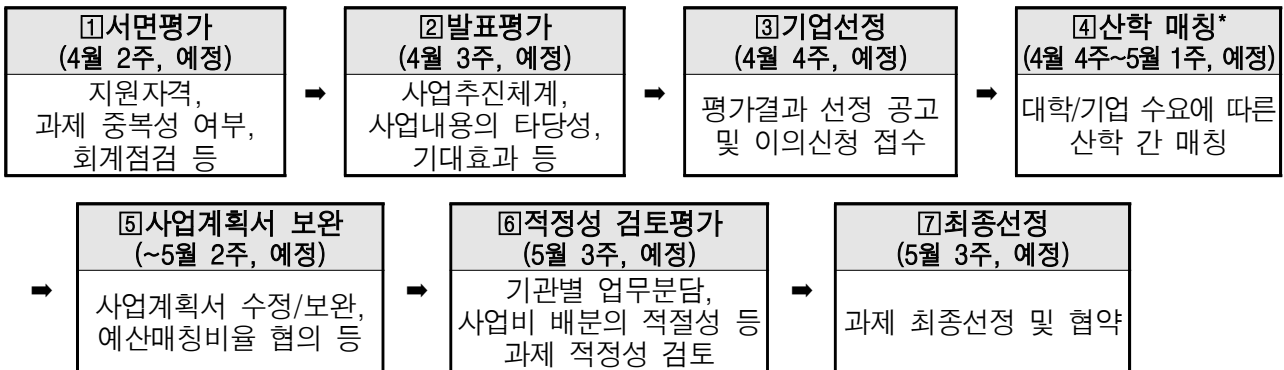 1서면평가
(4월 2주, 예정)
지원자격,
과제 중복성 여부,
회계점검 등
➡
2발표평가
(4월 3주, 예정)
사업추진체계,
사업내용의 타당성,
기대효과 등
➡
3기업선정
(4월 4주, 예정)
평가결과 선정 공고
및 이의신청 접수
➡
4산학 매칭*
(4월 4주~5월 1주, 예정)
대학/기업 수요에 따른
산학 간 매칭
➡
5사업계획서 보완
(~5월 2주, 예정)
사업계획서 수정/보완,
예산매칭비율 협의 등
➡
6적정성 검토평가
(5월 3주, 예정)
기관별 업무분담,
사업비 배분의 적절성 등
과제 적정성 검토
➡
7최종선정
(5월 3주, 예정)
과제 최종선정 및 협약